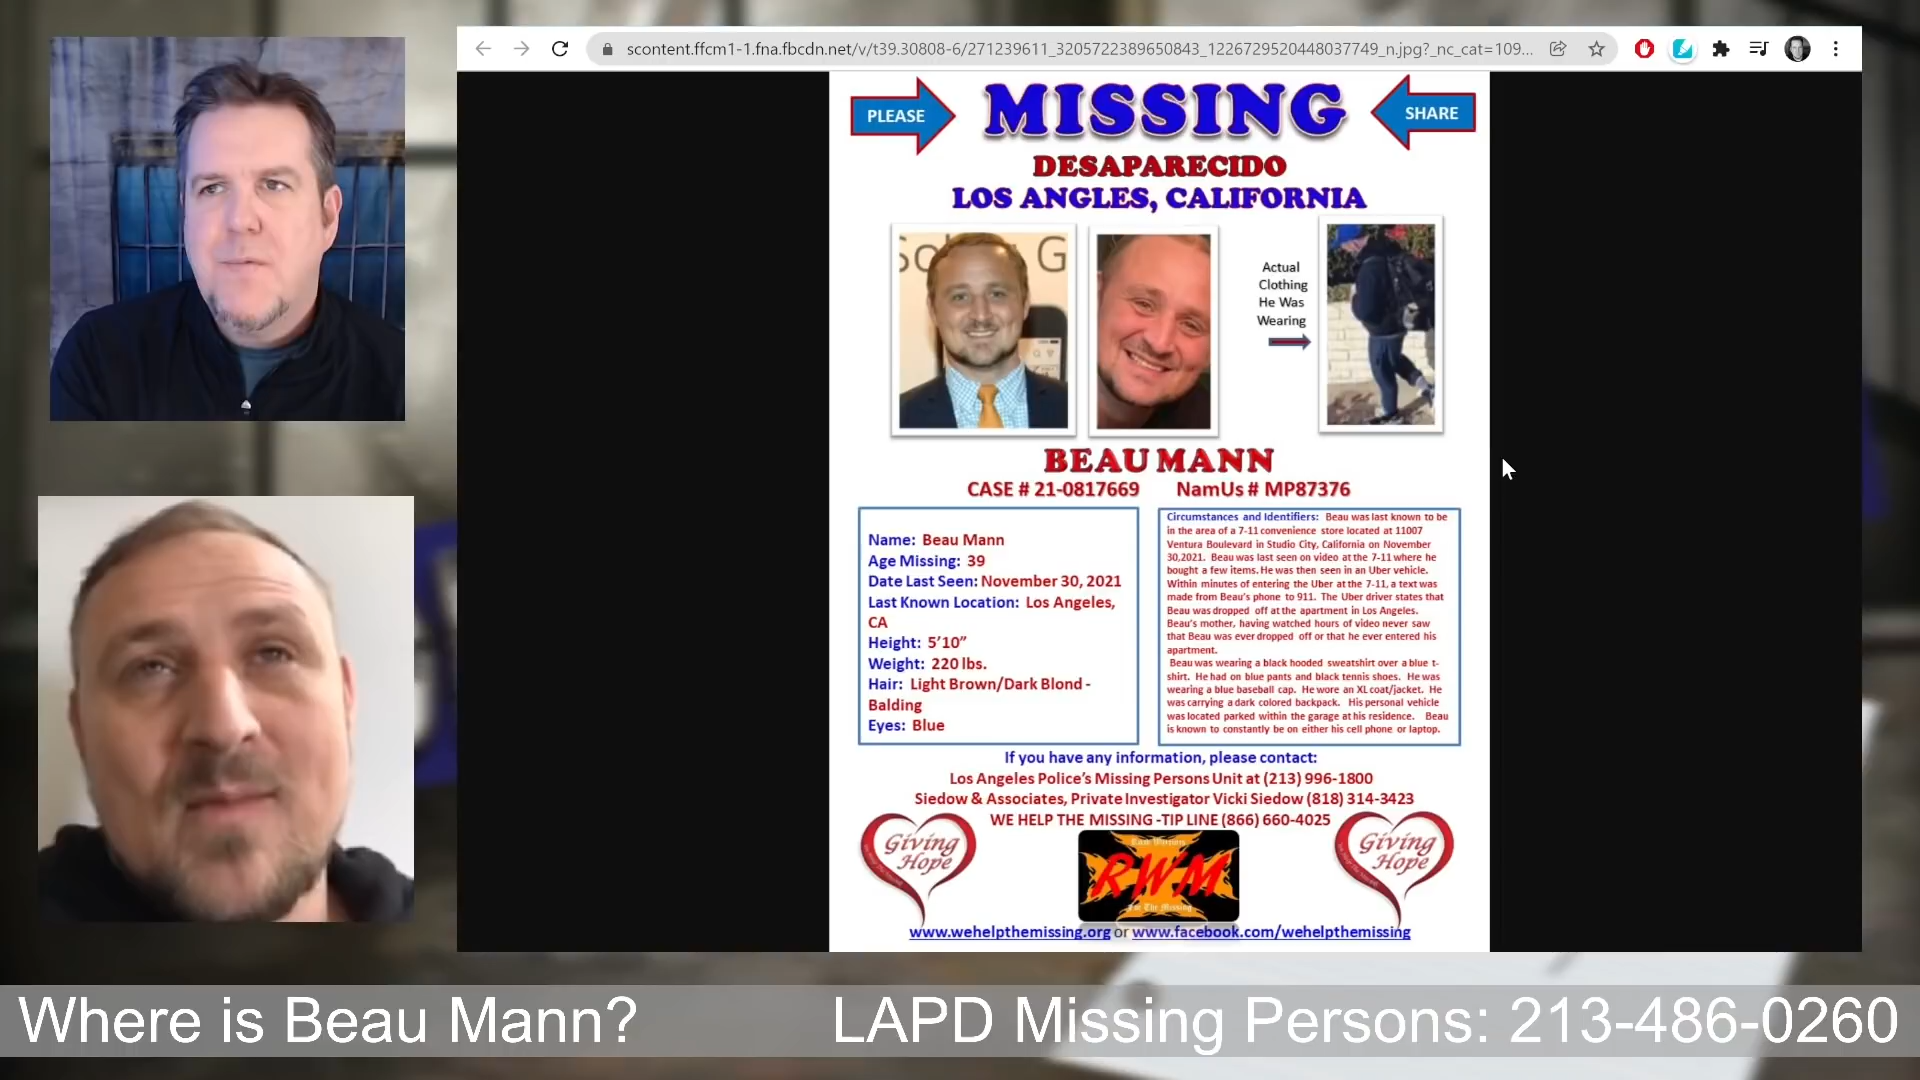 scontent.ffcm1-1.fna.fbcdn.net/v/t39.30808-6/271239611_3205722389650843_1226729520448037749_n.jpg?_nc_cat=109...
PLEASE
MISSING
SHARE
DESAPARECIDO
LOS ANGLES, CALIFORNIA
So G
Actual
Clothing
He Was
Wearing
BEAU MANN
CASE # 21-0817669 NamUs # MP87376
Name: Beau Mann
Age Missing: 39
Date Last Seen: November 30, 2021
Last Known Location: Los Angeles,
CA
Height: 5'10”
Weight: 220 lbs.
Hair: Light Brown/Dark Blond -
Balding
Eyes: Blue
Circumstances and Identifiers: Beau was last known to be
in the area of a 7-11 convenience store located at 11007
Ventura Boulevard in Studio City, California on November
30,2021. Beau was last seen on video at the 7-11 where he
bought a few items. He was then seen in an Uber vehicle.
Within minutes of entering the Uber at the 7-11, a text was
made from Beau's phone to 911. The Uber driver states that
Beau was dropped off at the apartment in Los Angeles.
Beau's mother, having watched hours of video never saw
that Beau was ever dropped off or that he ever entered his
apartment.
Beau was wearing a black hooded sweatshirt over a blue t-
shirt. He had on blue pants and black tennis shoes. He was
wearing a blue baseball cap. He wore an XL coat/jacket. He
was carrying a dark colored backpack. His personal vehicle
was located parked within the garage at his residence. Beau
is known to constantly be on either his cell phone or laptop.
If you have any information, please contact:
Los Angeles Police's Missing Persons Unit at (213) 996-1800
Siedow & Associates, Private Investigator Vicki Siedow (818) 314-3423
WE HELP THE MISSING -TIP LINE (866) 660-4025
Giving
Hope
RWM
For The Missing
Giving
Hope
www.wehelpthemissing.org or www.facebook.com/wehelpthemissing
Where is Beau Mann? LAPD Missing Persons: 213-486-0260